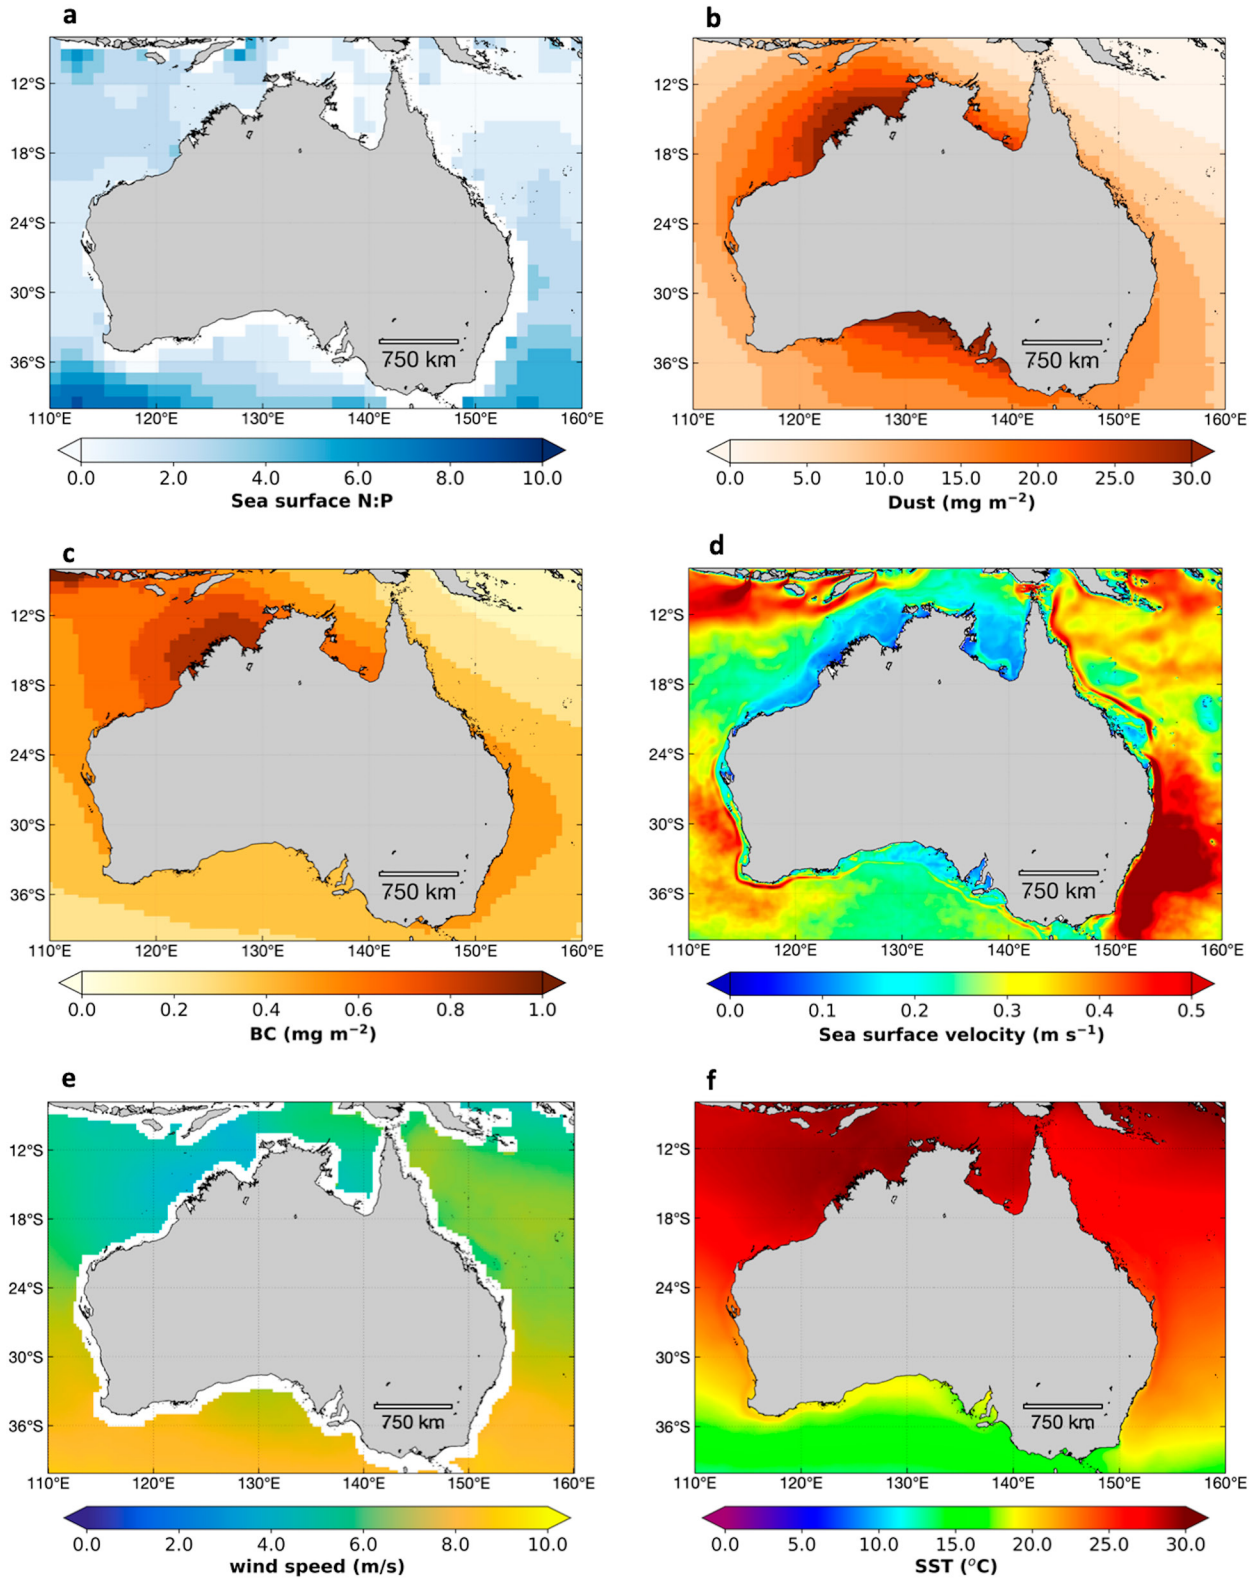 a
12°S
18°S
24°S
30°S
36°S
750 km
110°E 120°E 130°E 140°E 150°E 160°E
0.0 2.0 4.0 6.0 8.0 10.0
Sea surface N:P
b
12°S
18°S
24°S
30°S
36°S
750 km
110°E 120°E 130°E 140°E 150°E 160°E
0.0 5.0 10.0 15.0 20.0 25.0 30.0
Dust (mg m⁻²)
c
12°S
18°S
24°S
30°S
36°S
750 km
110°E 120°E 130°E 140°E 150°E 160°E
0.0 0.2 0.4 0.6 0.8 1.0
BC (mg m⁻²)
d
12°S
18°S
24°S
30°S
36°S
750 km
110°E 120°E 130°E 140°E 150°E 160°E
0.0 0.1 0.2 0.3 0.4 0.5
Sea surface velocity (m s⁻¹)
e
12°S
18°S
24°S
30°S
36°S
750 km
110°E 120°E 130°E 140°E 150°E 160°E
0.0 2.0 4.0 6.0 8.0 10.0
wind speed (m/s)
f
12°S
18°S
24°S
30°S
36°S
750 km
110°E 120°E 130°E 140°E 150°E 160°E
0.0 5.0 10.0 15.0 20.0 25.0 30.0
SST (°C)